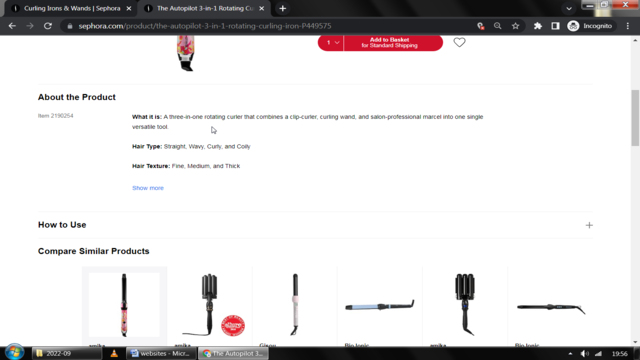 Curling Irons & Wands | Sephora
The Autopilot 3-in-1 Rotating Cu
sephora.com/product/the-autopilot-3-in-1-rotating-curling-iron-P449575
Incognito
1
Add to Basket
for Standard Shipping
About the Product
Item 2190254
What it is: A three-in-one rotating curler that combines a clip-curler, curling wand, and salon-professional marcel into one single
versatile tool.
Hair Type: Straight, Wavy, Curly, and Coily
Hair Texture: Fine, Medium, and Thick
Show more
How to Use
Compare Similar Products
allure
amika
amika
Gisou
Bio Ionic
amika
Bio Ionic
2022-09
websites - Micr...
The Autopilot 3...
19:56